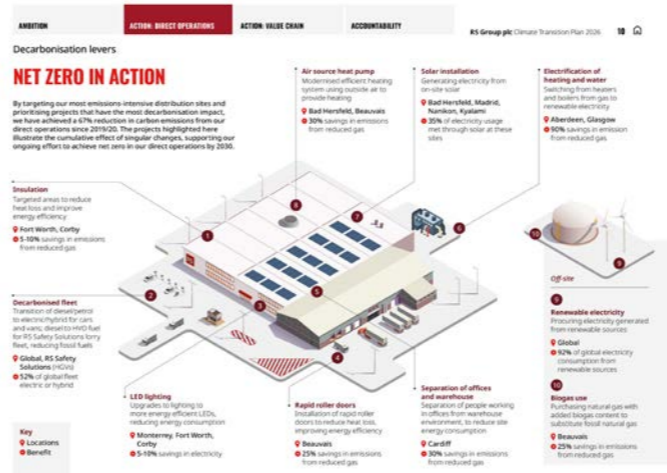 AMBITION
ACTION: DIRECT OPERATIONS
ACTION: VALUE CHAIN
ACCOUNTABILITY
RS Group plc Climate Transition Plan 2026
10
Decarbonisation levers
NET ZERO IN ACTION
By targeting our most emissions-intensive distribution sites and
prioritising projects that have the most decarbonisation impact,
we have achieved a 67% reduction in carbon emissions from our
direct operations since 2019/20. The projects highlighted here
illustrate the cumulative effect of singular changes, supporting our
ongoing effort to achieve net zero in our direct operations by 2030.
Air source heat pump
Modernised efficient heating
system using outside air to
provide heating
Bad Hersfeld, Beauvais
30% savings in emissions
from reduced gas
Solar installation
Generating electricity from
on-site solar
Bad Hersfeld, Madrid,
Nanikon, Kyalami
35% of electricity usage
met through solar at these
sites
Electrification of
heating and water
Switching from heaters
and boilers from gas to
renewable electricity
Aberdeen, Glasgow
90% savings in emission
from reduced gas
Insulation
Targeted areas to reduce
heat loss and improve
energy efficiency
Fort Worth, Corby
5-10% savings in emissions
from reduced gas
Decarbonised fleet
Transition of diesel/petrol
to electric/hybrid for cars
and vans; diesel to HVO fuel
for RS Safety Solutions lorry
fleet, reducing fossil fuels
Global, RS Safety
Solutions (HGVs)
52% of global fleet
electric or hybrid
1
2
3
4
5
6
7
8
10
9
Off-site
9
Renewable electricity
Procuring electricity generated
from renewable sources
Global
92% of global electricity
consumption from
renewable sources
10
Biogas use
Purchasing natural gas with
added biogas content to
substitute fossil natural gas
Beauvais
25% savings in emissions
from reduced gas
LED lighting
Upgrades to lighting to
more energy efficient LEDs,
reducing energy consumption
Monterrey, Fort Worth,
Corby
5-10% savings in electricity
Rapid roller doors
Installation of rapid roller
doors to reduce heat loss,
improving energy efficiency
Beauvais
25% savings in emissions
from reduced gas
Separation of offices
and warehouse
Separation of people working
in offices from warehouse
environment, to reduce site
energy consumption
Cardiff
30% savings in emissions
from reduced gas
Key
Locations
Benefit